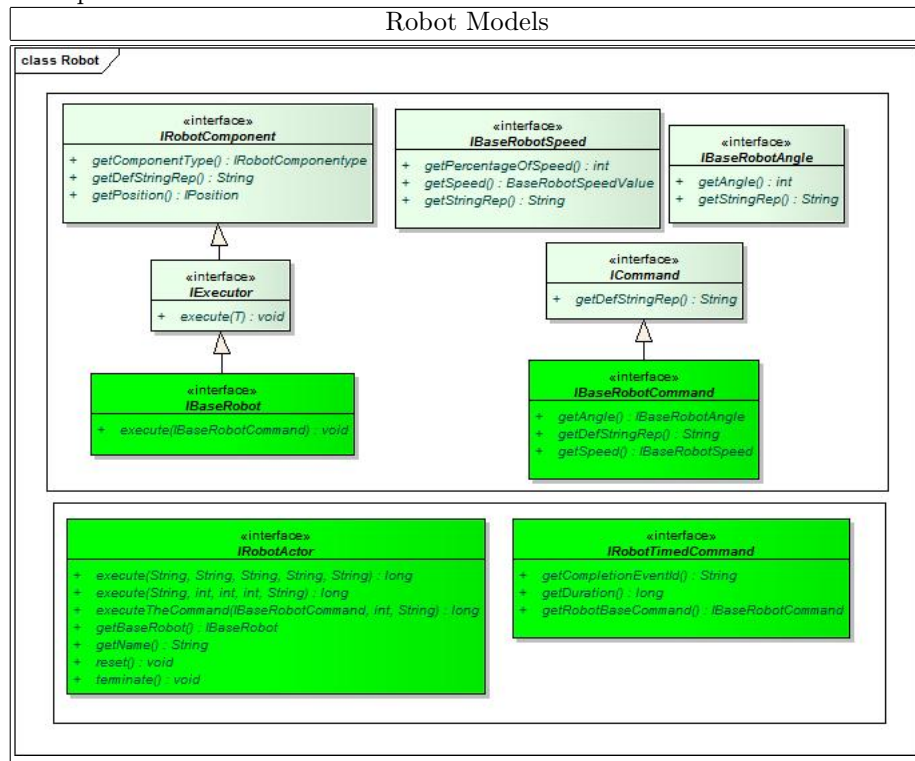 Robot Models
class Robot
«interface»
IRobotComponent
+ getComponentType() : IRobotComponentype
+ getDefStringRep() : String
+ getPosition() : IPosition
«interface»
IBaseRobotSpeed
+ getPercentageOfSpeed() : int
+ getSpeed() : BaseRobotSpeedValue
+ getStringRep() : String
«interface»
IBaseRobotAngle
+ getAngle() : int
+ getStringRep() : String
«interface»
IExecutor
+ execute(T) : void
«interface»
ICommand
+ getDefStringRep() : String
«interface»
IBaseRobot
+ execute(IBaseRobotCommand) : void
«interface»
IBaseRobotCommand
+ getAngle() : IBaseRobotAngle
+ getDefStringRep() : String
+ getSpeed() : IBaseRobotSpeed
«interface»
IRobotActor
+ execute(String, String, String, String, String) : long
+ execute(String, int, int, int, String) : long
+ executeTheCommand(IBaseRobotCommand, int, String) : long
+ getBaseRobot() : IBaseRobot
+ getName() : String
+ reset() : void
+ terminate() : void
«interface»
IRobotTimedCommand
+ getCompletionEventId() : String
+ getDuration() : long
+ getRobotBaseCommand() : IBaseRobotCommand